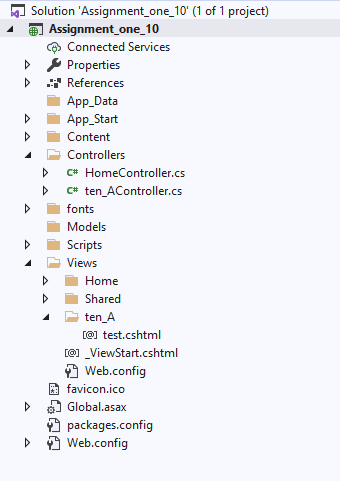 Solution 'Assignment_one_10' (1 of 1 project)
Assignment_one_10
Connected Services
Properties
References
App_Data
App_Start
Content
Controllers
C# HomeController.cs
C# ten_AController.cs
fonts
Models
Scripts
Views
Home
Shared
ten_A
[@] test.cshtml
[@] _ViewStart.cshtml
Web.config
favicon.ico
Global.asax
packages.config
Web.config